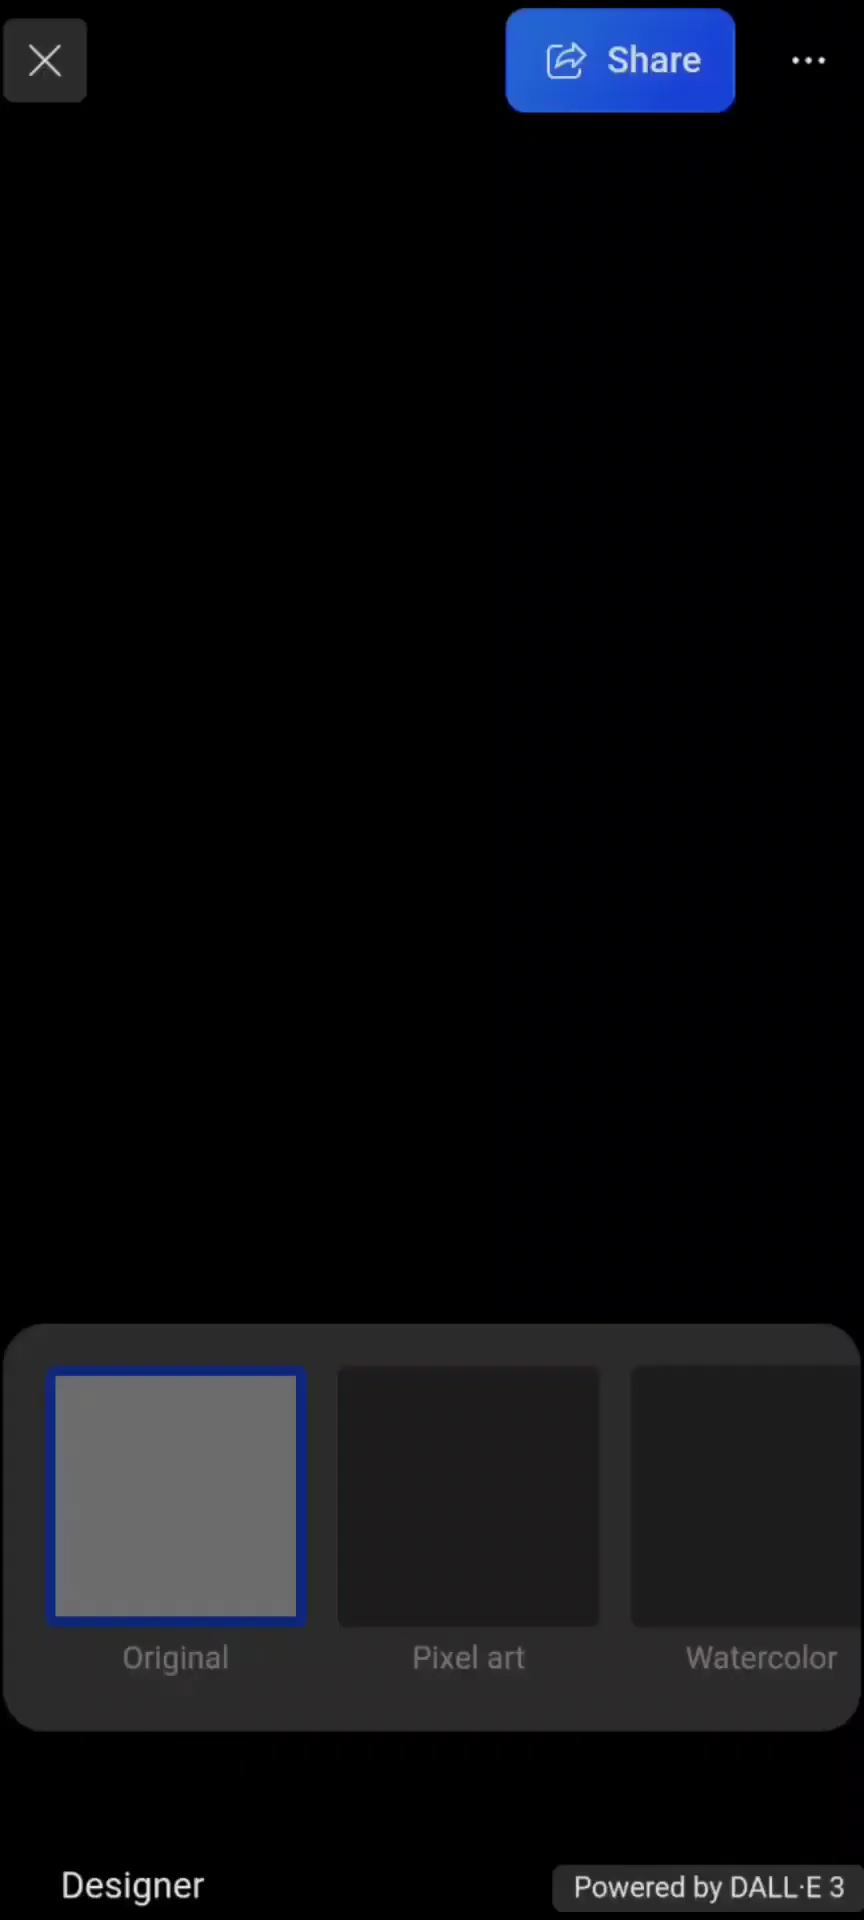 Share
Original
Pixel art
Watercolor
Designer
Powered by DALL·E 3